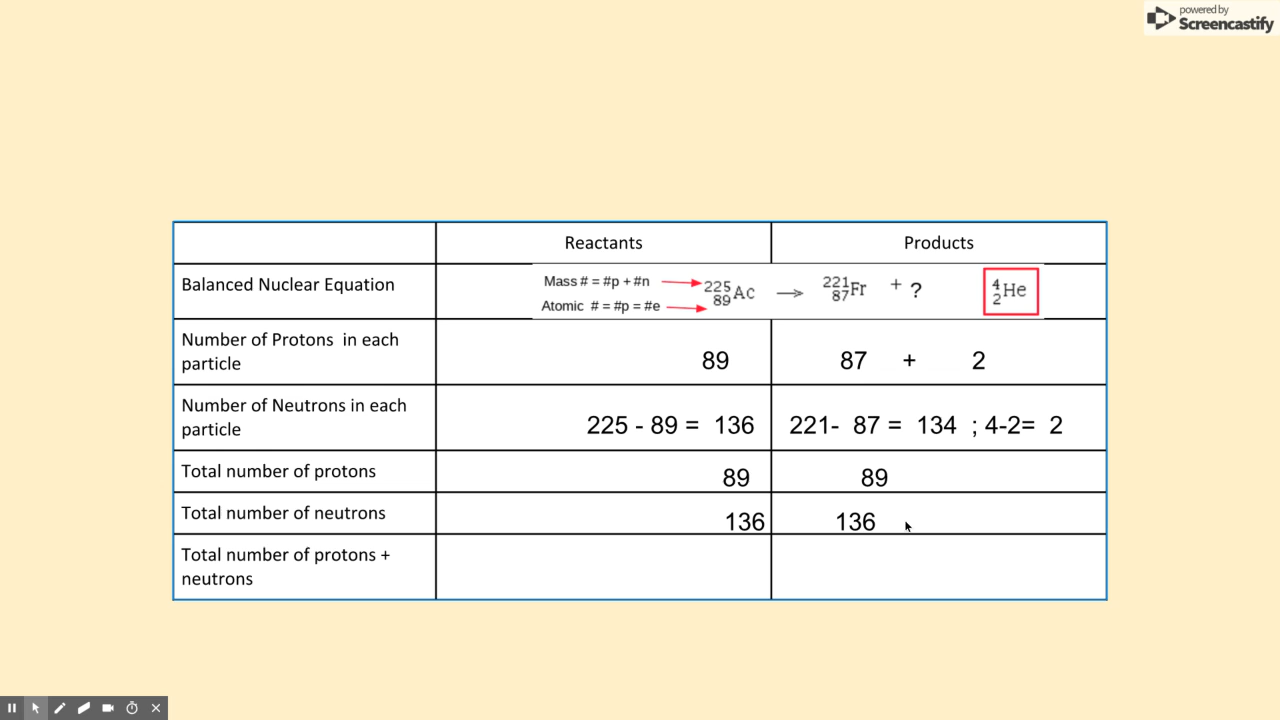 powered by
Screencastify
Reactants
Products
Balanced Nuclear Equation
Mass # = #p + #n
Atomic # = #p = #e
225
89 Ac → 221
87 Fr + ? 4
2 He
Number of Protons in each
particle
89
87 + 2
Number of Neutrons in each
particle
225 - 89 = 136
221- 87 = 134 ; 4-2= 2
Total number of protons
89
89
Total number of neutrons
136
136
Total number of protons +
neutrons